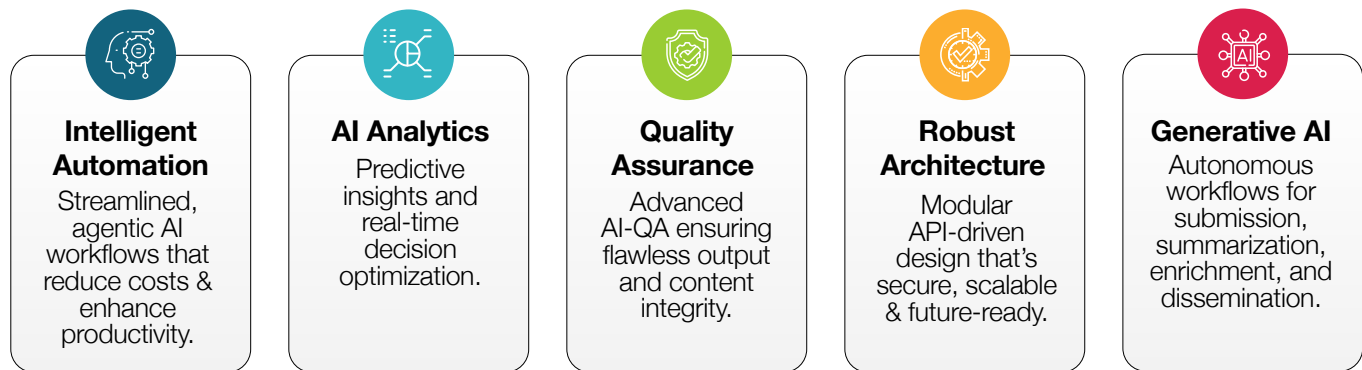 Intelligent
Automation
Streamlined,
agentic AI
workflows that
reduce costs &
enhance
productivity.
AI Analytics
Predictive
insights and
real-time
decision
optimization.
Quality
Assurance
Advanced
AI-QA ensuring
flawless output
and content
integrity.
Robust
Architecture
Modular
API-driven
design that’s
secure, scalable
& future-ready.
AI
Generative AI
Autonomous
workflows for
submission,
summarization,
enrichment, and
dissemination.